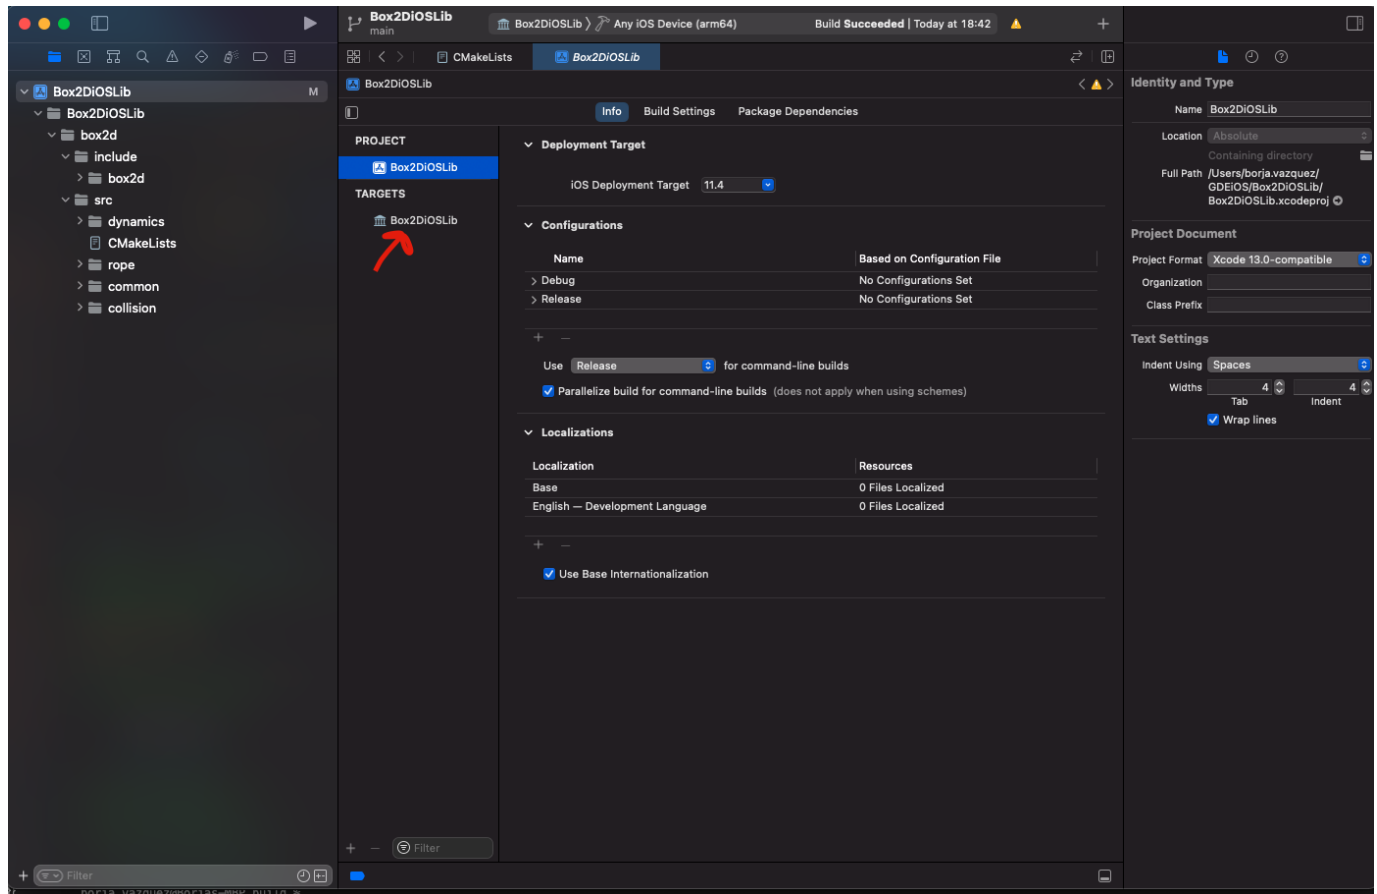 Box2DiOSLib
main
Box2DiOSLib
Any iOS Device (arm64)
Build Succeeded | Today at 18:42
CMakeLists
Box2DiOSLib
Box2DiOSLib
M
Box2DiOSLib
box2d
include
box2d
src
dynamics
CMakeLists
rope
common
collision
Filter
Box2DiOSLib
Info
Build Settings
Package Dependencies
PROJECT
Box2DiOSLib
TARGETS
Box2DiOSLib
Filter
Deployment Target
iOS Deployment Target 11.4
Configurations
Name Based on Configuration File
Debug No Configurations Set
Release No Configurations Set
Use Release for command-line builds
Parallelize build for command-line builds (does not apply when using schemes)
Localizations
Localization Resources
Base 0 Files Localized
English — Development Language 0 Files Localized
Use Base Internationalization
Identity and Type
Name Box2DiOSLib
Location Absolute
Containing directory
Full Path /Users/borja.vazquez/
GDEiOS/Box2DiOSLib/
Box2DiOSLib.xcodeproj
Project Document
Project Format Xcode 13.0-compatible
Organization
Class Prefix
Text Settings
Indent Using Spaces
Widths 4 4
Tab Indent
Wrap lines